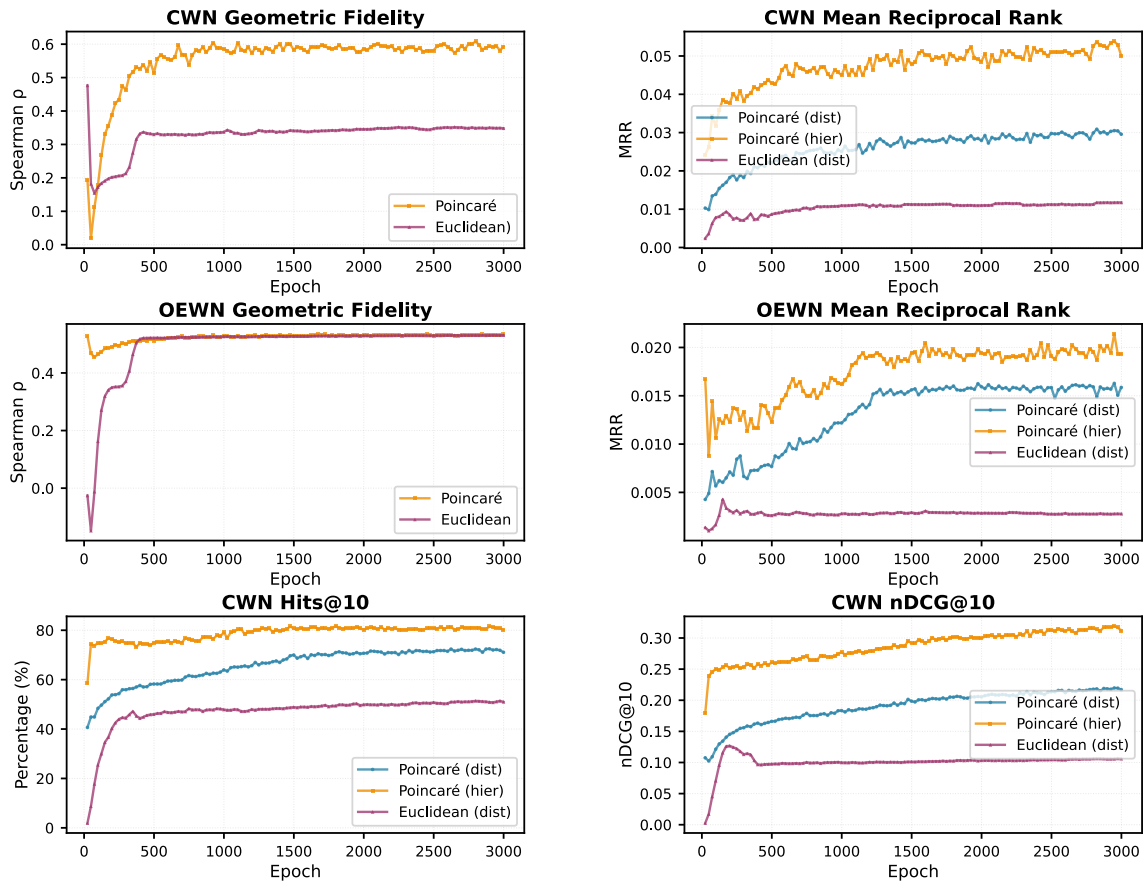 CWN Geometric Fidelity
Spearman ρ
0.6
0.5
0.4
0.3
0.2
0.1
0.0
Poincaré
Euclidean)
0 500 1000 1500 2000 2500 3000
Epoch
CWN Mean Reciprocal Rank
MRR
0.05
0.04
0.03
0.02
0.01
0.00
Poincaré (dist)
Poincaré (hier)
Euclidean (dist)
0 500 1000 1500 2000 2500 3000
Epoch
OEWN Geometric Fidelity
Spearman ρ
0.4
0.2
0.0
Poincaré
Euclidean
0 500 1000 1500 2000 2500 3000
Epoch
OEWN Mean Reciprocal Rank
MRR
0.020
0.015
0.010
0.005
Poincaré (dist)
Poincaré (hier)
Euclidean (dist)
0 500 1000 1500 2000 2500 3000
Epoch
CWN Hits@10
Percentage (%)
80
60
40
20
0
Poincaré (dist)
Poincaré (hier)
Euclidean (dist)
0 500 1000 1500 2000 2500 3000
Epoch
CWN nDCG@10
nDCG@10
0.30
0.25
0.20
0.15
0.10
0.05
0.00
Poincaré (dist)
Poincaré (hier)
Euclidean (dist)
0 500 1000 1500 2000 2500 3000
Epoch